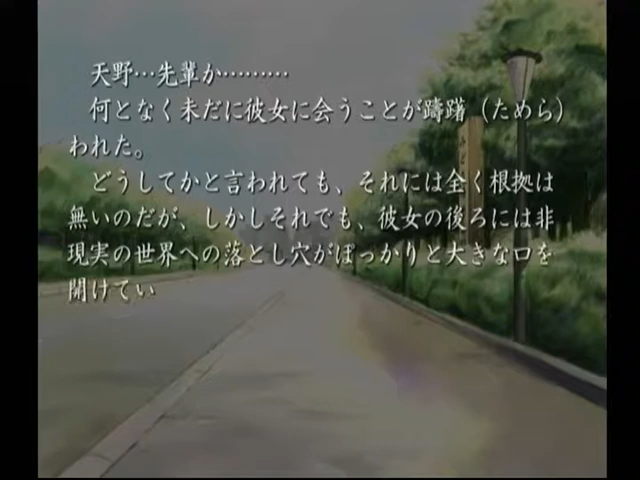 天野…先輩か………
何となく未だに彼女に会うことが躊躇（ためら）
われた。
どうしてかと言われても、それには全く根拠は
無いのだが、しかしそれでも、彼女の後ろには非
現実の世界への落とし穴がぽっかりと大きな口を
開けてい